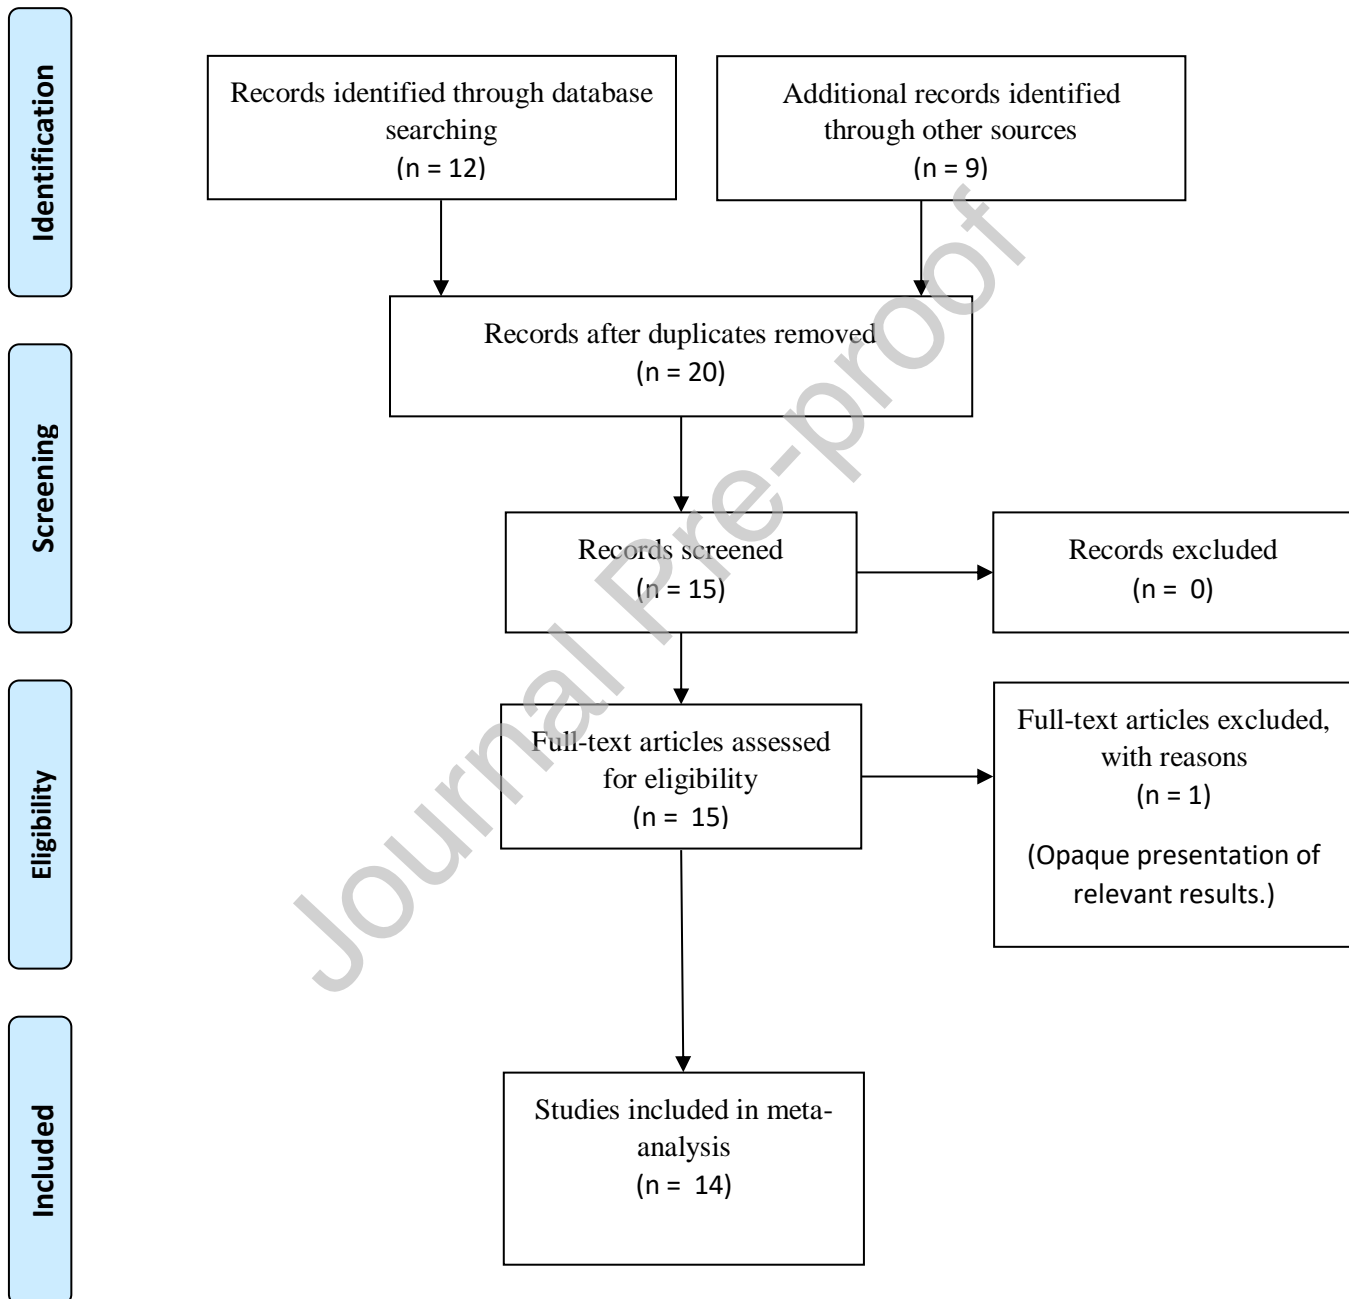 Identification
Records identified through database
searching
(n = 12)
Additional records identified
through other sources
(n = 9)
Records after duplicates removed
(n = 20)
Screening
Records screened
(n = 15)
Records excluded
(n =  0)
Eligibility
Full-text articles assessed
for eligibility
(n =  15)
Full-text articles excluded,
with reasons
(n = 1)
(Opaque presentation of
relevant results.)
Included
Studies included in meta-
analysis
(n =  14)
Journal Pre-proof